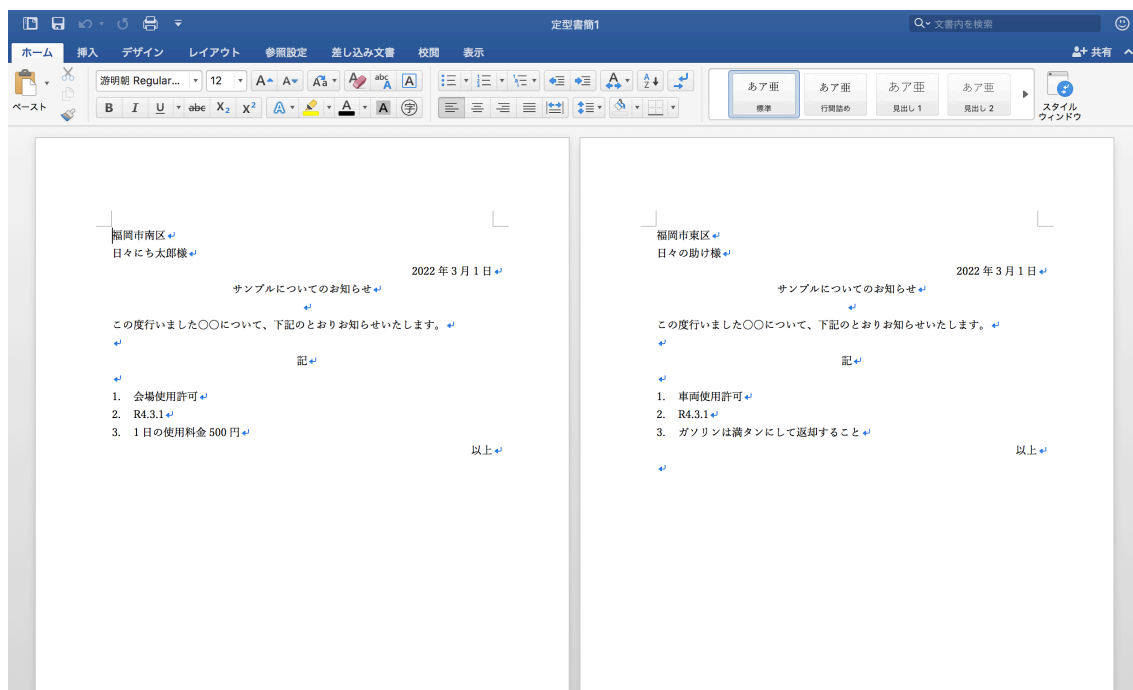 定型書簡1
文書内を検索
ホーム 挿入 デザイン レイアウト 参照設定 差し込み文書 校閲 表示 共有
ペースト
游明朝 Regular... 12
あア亜 標準
あア亜 行間詰め
あア亜 見出し 1
あア亜 見出し 2
スタイル
ウィンドウ
福岡市南区
日々にち太郎様
2022 年 3 月 1 日
サンプルについてのお知らせ
この度行いました〇〇について、下記のとおりお知らせいたします。
記
1. 会場使用許可
2. R4.3.1
3. 1 日の使用料金 500 円
以上
福岡市東区
日々の助け様
2022 年 3 月 1 日
サンプルについてのお知らせ
この度行いました〇〇について、下記のとおりお知らせいたします。
記
1. 車両使用許可
2. R4.3.1
3. ガソリンは満タンにして返却すること
以上